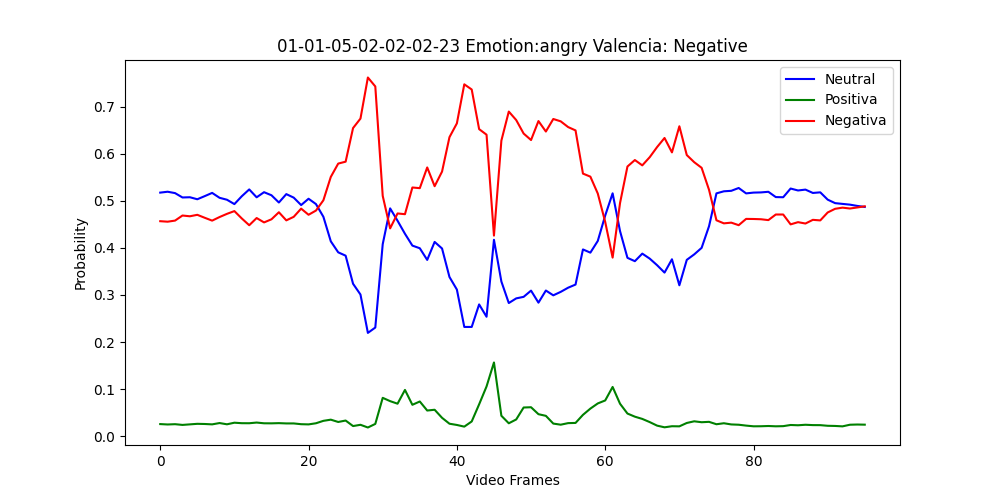 01-01-05-02-02-02-23 Emotion:angry Valencia: Negative
Neutral
Positiva
Negativa
Probability
0.7
0.6
0.5
0.4
0.3
0.2
0.1
0.0
0 20 40 60 80
Video Frames